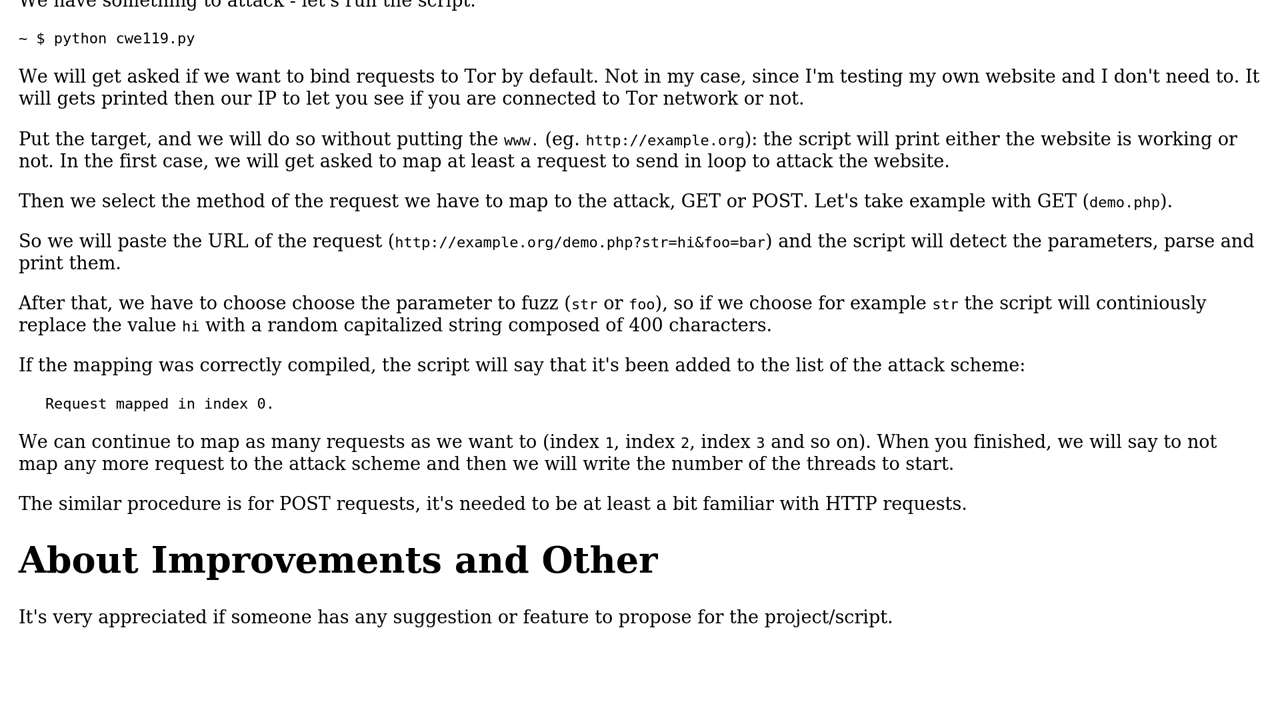 We have something to attack - let's run the script.
~ $ python cwe119.py
We will get asked if we want to bind requests to Tor by default. Not in my case, since I'm testing my own website and I don't need to. It
will gets printed then our IP to let you see if you are connected to Tor network or not.
Put the target, and we will do so without putting the www. (eg. http://example.org): the script will print either the website is working or
not. In the first case, we will get asked to map at least a request to send in loop to attack the website.
Then we select the method of the request we have to map to the attack, GET or POST. Let's take example with GET (demo.php).
So we will paste the URL of the request (http://example.org/demo.php?str=hi&foo=bar) and the script will detect the parameters, parse and
print them.
After that, we have to choose choose the parameter to fuzz (str or foo), so if we choose for example str the script will continiously
replace the value hi with a random capitalized string composed of 400 characters.
If the mapping was correctly compiled, the script will say that it's been added to the list of the attack scheme:
Request mapped in index 0.
We can continue to map as many requests as we want to (index 1, index 2, index 3 and so on). When you finished, we will say to not
map any more request to the attack scheme and then we will write the number of the threads to start.
The similar procedure is for POST requests, it's needed to be at least a bit familiar with HTTP requests.
About Improvements and Other
It's very appreciated if someone has any suggestion or feature to propose for the project/script.